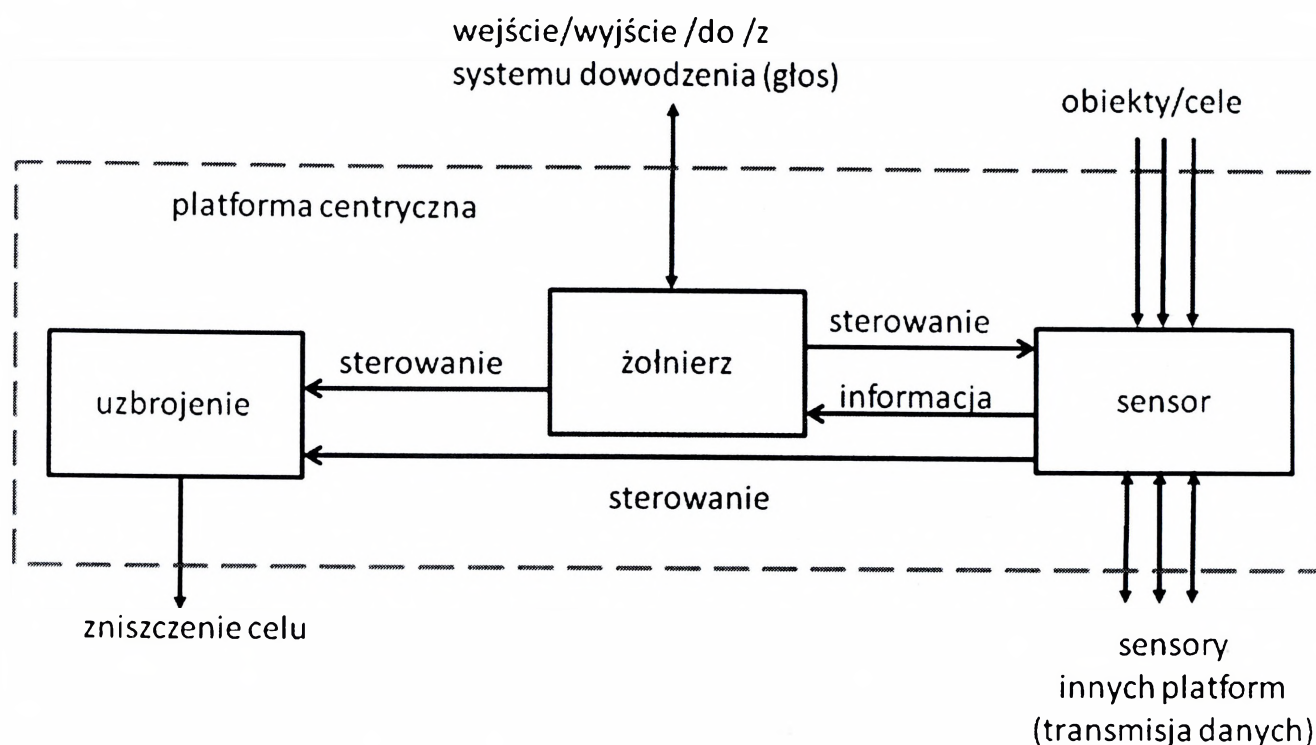 wejście/wyjście /do /z
systemu dowodzenia (głos)
obiekty/cele
platforma centryczna
sterowanie
żołnierz
sterowanie
uzbrojenie
informacja
sensor
sterowanie
zniszczenie celu
sensory
innych platform
(transmisja danych)